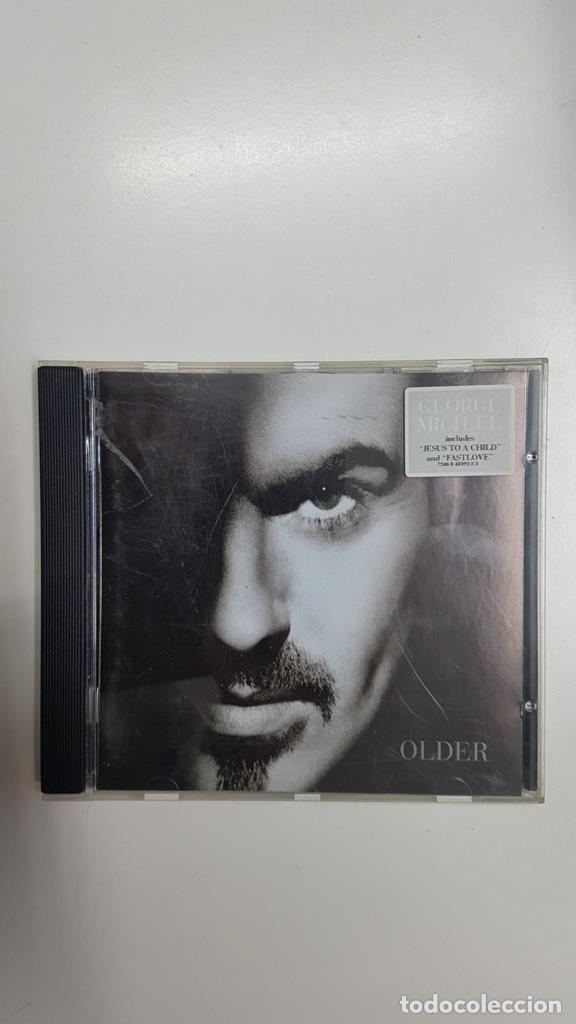 GEORGE
MICHAEL
includes
"JESUS TO A CHILD"
and "FASTLOVE"
OLDER
todocoleccion